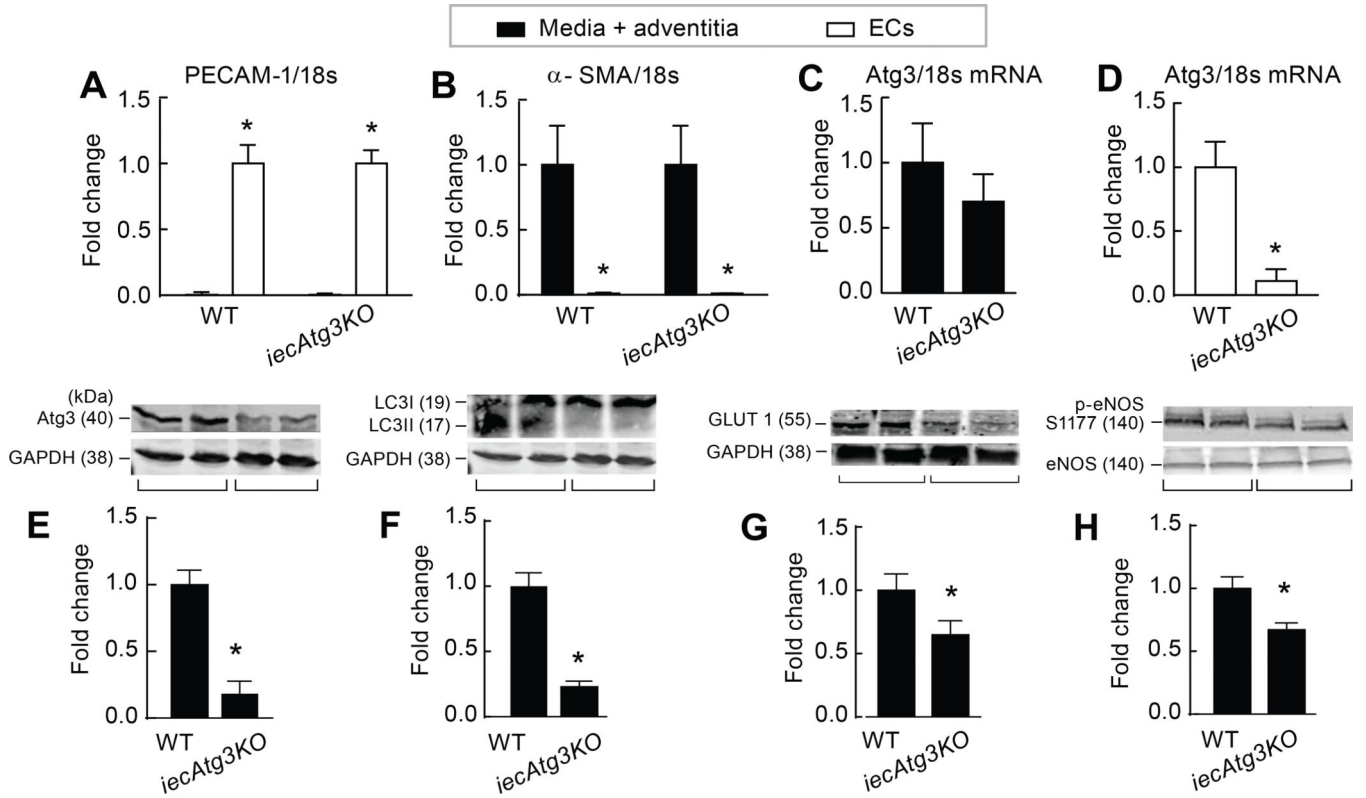 Media + adventitia ECs
A PECAM-1/18s
1.5
1.0
0.5
0.0
Fold change
*
*
WT
iecAtg3KO
B α- SMA/18s
1.5
1.0
0.5
0.0
Fold change
*
*
WT
iecAtg3KO
C Atg3/18s mRNA
1.5
1.0
0.5
0.0
Fold change
WT
iecAtg3KO
D Atg3/18s mRNA
1.5
1.0
0.5
0.0
Fold change
*
WT
iecAtg3KO
(kDa)
Atg3 (40)
GAPDH (38)
LC3I (19)
LC3II (17)
GAPDH (38)
GLUT 1 (55)
GAPDH (38)
p-eNOS
S1177 (140)
eNOS (140)
E
1.5
1.0
0.5
0.0
Fold change
*
WT
iecAtg3KO
F
1.5
1.0
0.5
0.0
Fold change
*
WT
iecAtg3KO
G
1.5
1.0
0.5
0.0
Fold change
*
WT
iecAtg3KO
H
1.5
1.0
0.5
0.0
Fold change
*
WT
iecAtg3KO